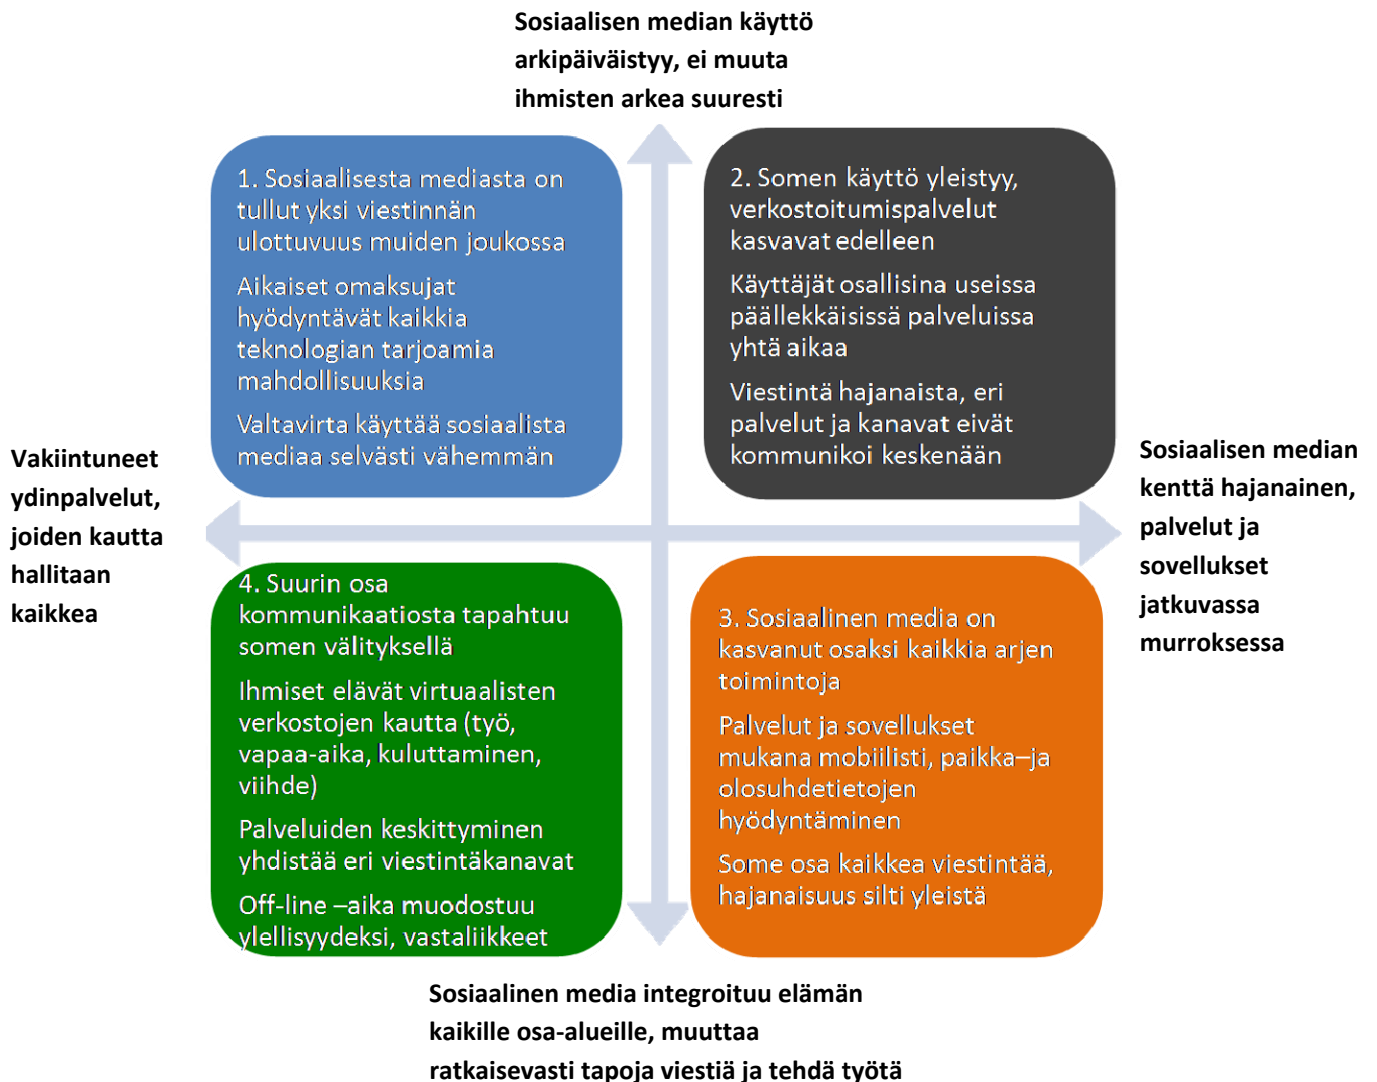 Sosiaalisen median käyttö
arkipäiväistyy, ei muuta
ihmisten arkea suuresti
1. Sosiaalisesta mediasta on
tullut yksi viestinnän
ulottuvuus muiden joukossa
Aikaiset omaksujat
hyödyntävät kaikkia
teknologian tarjoamia
mahdollisuuksia
Valtavirta käyttää sosiaalista
mediaa selvästi vähemmän
2. Somen käyttö yleistyy,
verkostoitumispalvelut
kasvavat edelleen
Käyttäjät osallisina useissa
päällekkäisissä palveluissa
yhtä aikaa
Viestintä hajanaista, eri
palvelut ja kanavat eivät
kommunikoi keskenään
Vakiintuneet
ydinpalvelut,
joiden kautta
hallitaan
kaikkea
Sosiaalisen median
kenttä hajanainen,
palvelut ja
sovellukset
jatkuvassa
murroksessa
4. Suurin osa
kommunikaatiosta tapahtuu
somen välityksellä
Ihmiset elävät virtuaalisten
verkostojen kautta (työ,
vapaa-aika, kuluttaminen,
viihde)
Palveluiden keskittyminen
yhdistää eri viestintäkanavat
Off-line –aika muodostuu
ylellisyydeksi, vastaliikkeet
3. Sosiaalinen media on
kasvanut osaksi kaikkia arjen
toimintoja
Palvelut ja sovellukset
mukana mobiilisti, paikka–ja
olosuhdetietojen
hyödyntäminen
Some osa kaikkea viestintää,
hajanaisuus silti yleistä
Sosiaalinen media integroituu elämän
kaikille osa-alueille, muuttaa
ratkaisevasti tapoja viestiä ja tehdä työtä